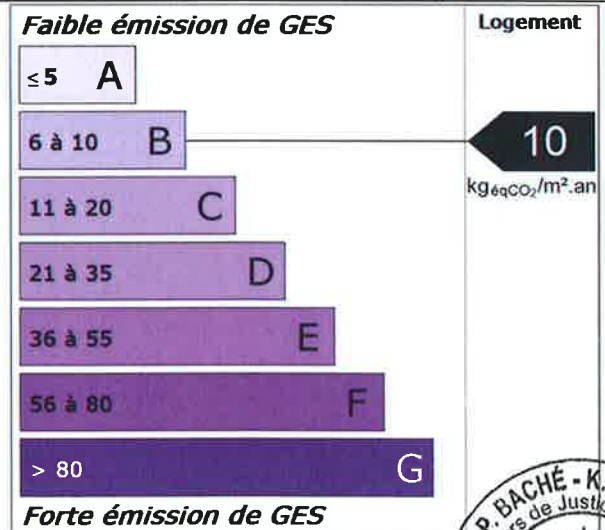 Faible émission de GES
Logement
≤ 5 A
6 à 10 B
10
kgéqCO₂/m².an
11 à 20 C
21 à 35 D
36 à 55 E
56 à 80 F
> 80 G
Forte émission de GES
P. BACHÉ - K.
de Justi